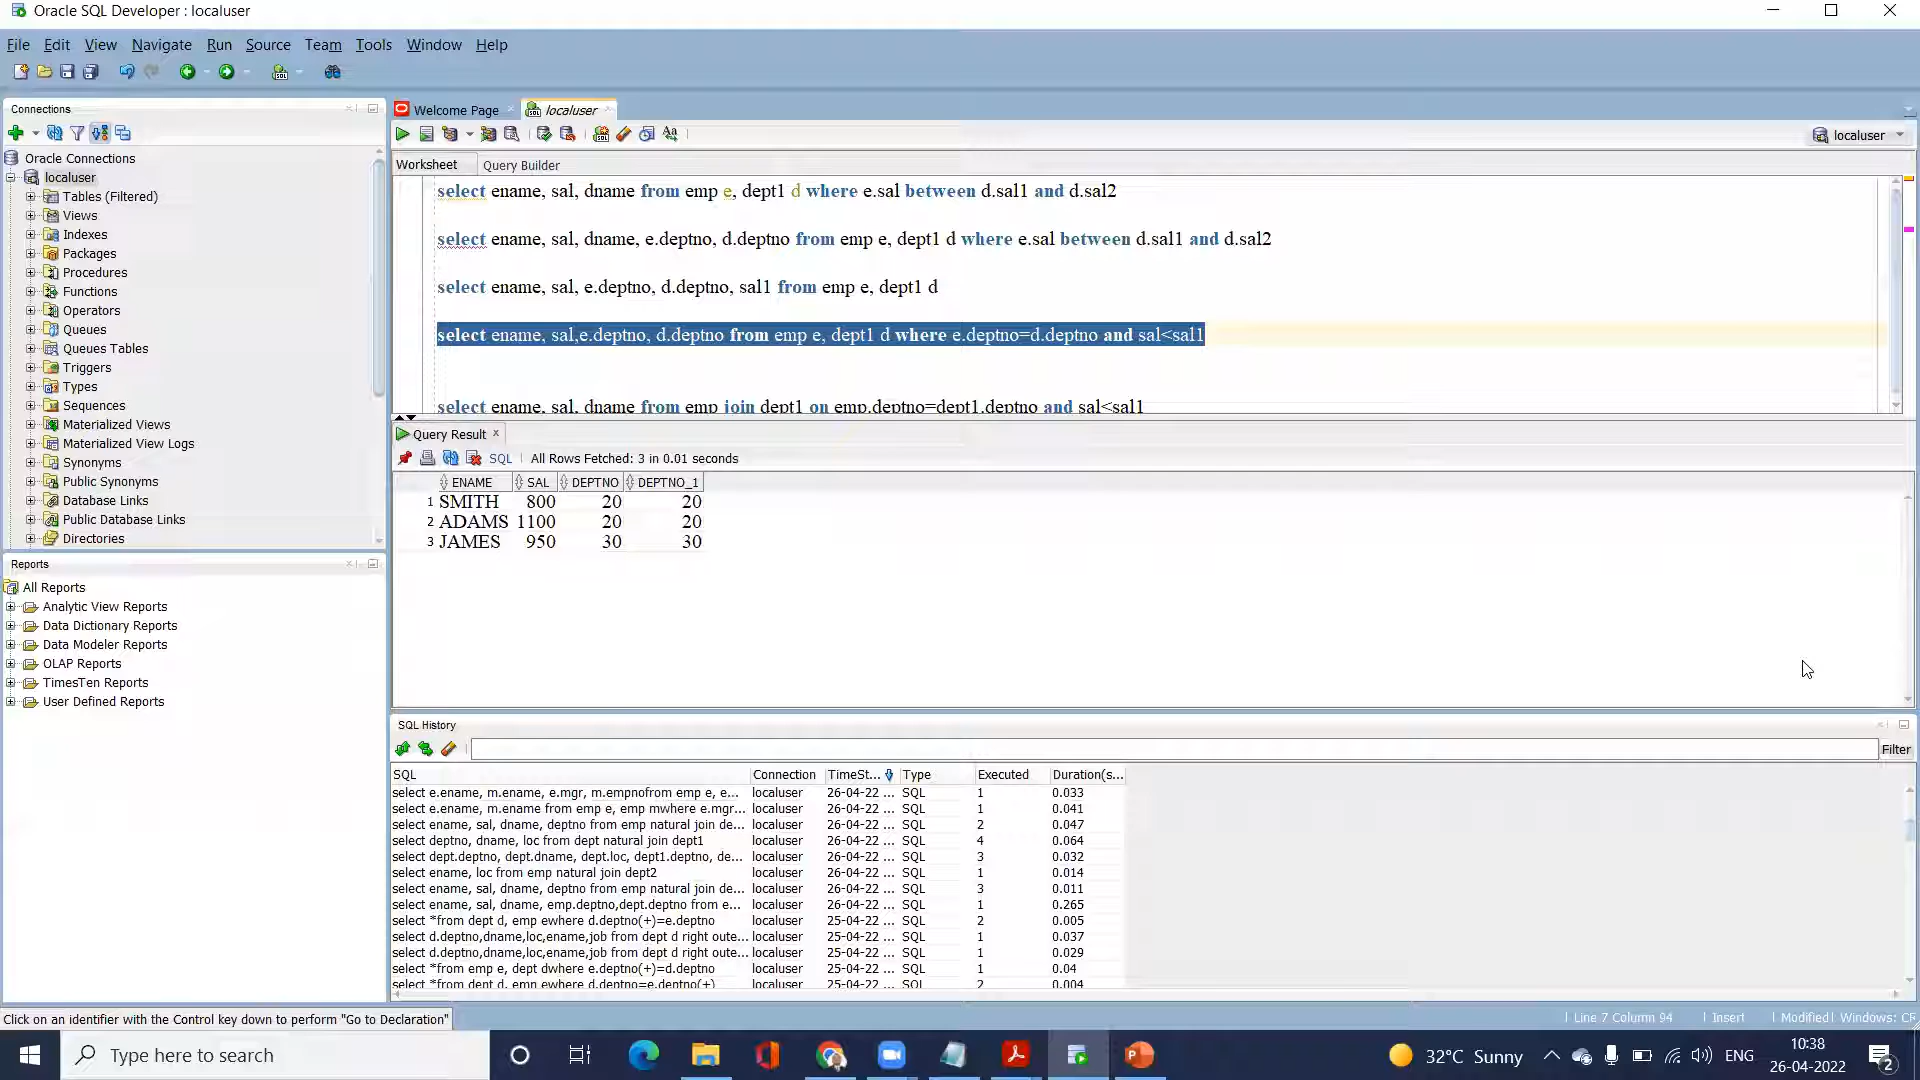 Oracle SQL Developer : localuser
File Edit View Navigate Run Source Team Tools Window Help
Connections
Oracle Connections
localuser
Tables (Filtered)
Views
Indexes
Packages
Procedures
Functions
Operators
Queues
Queues Tables
Triggers
Types
Sequences
Materialized Views
Materialized View Logs
Synonyms
Public Synonyms
Database Links
Public Database Links
Directories
Reports
All Reports
Analytic View Reports
Data Dictionary Reports
Data Modeler Reports
OLAP Reports
TimesTen Reports
User Defined Reports
Welcome Page localuser
localuser
Worksheet Query Builder
select ename, sal, dname from emp e, dept1 d where e.sal between d.sal1 and d.sal2
select ename, sal, dname, e.deptno, d.deptno from emp e, dept1 d where e.sal between d.sal1 and d.sal2
select ename, sal, e.deptno, d.deptno, sal1 from emp e, dept1 d
select ename, sal,e.deptno, d.deptno from emp e, dept1 d where e.deptno=d.deptno and sal<sal1
select ename, sal, dname from emp join dept1 on emp.deptno=dept1.deptno and sal<sal1
Query Result
SQL All Rows Fetched: 3 in 0.01 seconds
ENAME SAL DEPTNO DEPTNO_1
1 SMITH 800 20 20
2 ADAMS 1100 20 20
3 JAMES 950 30 30
SQL History
Filter
SQL Connection TimeSt... Type Executed Duration(s...
select e.ename, m.ename, e.mgr, m.empnofrom emp e, e... localuser 26-04-22 ... SQL 1 0.033
select e.ename, m.ename from emp e, emp mwhere e.mgr... localuser 26-04-22 ... SQL 1 0.041
select ename, sal, dname, deptno from emp natural join de... localuser 26-04-22 ... SQL 2 0.047
select deptno, dname, loc from dept natural join dept1 localuser 26-04-22 ... SQL 4 0.064
select dept.deptno, dept.dname, dept.loc, dept1.deptno, de... localuser 26-04-22 ... SQL 3 0.032
select ename, loc from emp natural join dept2 localuser 26-04-22 ... SQL 1 0.014
select ename, sal, dname, deptno from emp natural join de... localuser 26-04-22 ... SQL 3 0.011
select ename, sal, dname, emp.deptno,dept.deptno from e... localuser 26-04-22 ... SQL 1 0.265
select *from dept d, emp ewhere d.deptno(+)=e.deptno localuser 25-04-22 ... SQL 2 0.005
select d.deptno,dname,loc,ename,job from dept d right oute... localuser 25-04-22 ... SQL 1 0.037
select d.deptno,dname,loc,ename,job from dept d right oute... localuser 25-04-22 ... SQL 1 0.029
select *from emp e, dept dwhere e.deptno(+)=d.deptno localuser 25-04-22 ... SQL 1 0.04
select *from dept d, emp ewhere d.deptno=e.deptno(+) localuser 25-04-22 ... SQL 2 0.004
Click on an identifier with the Control key down to perform "Go to Declaration"
Line 7 Column 94 Insert Modified Windows: CF
Type here to search
32°C Sunny
ENG
10:38
26-04-2022
2